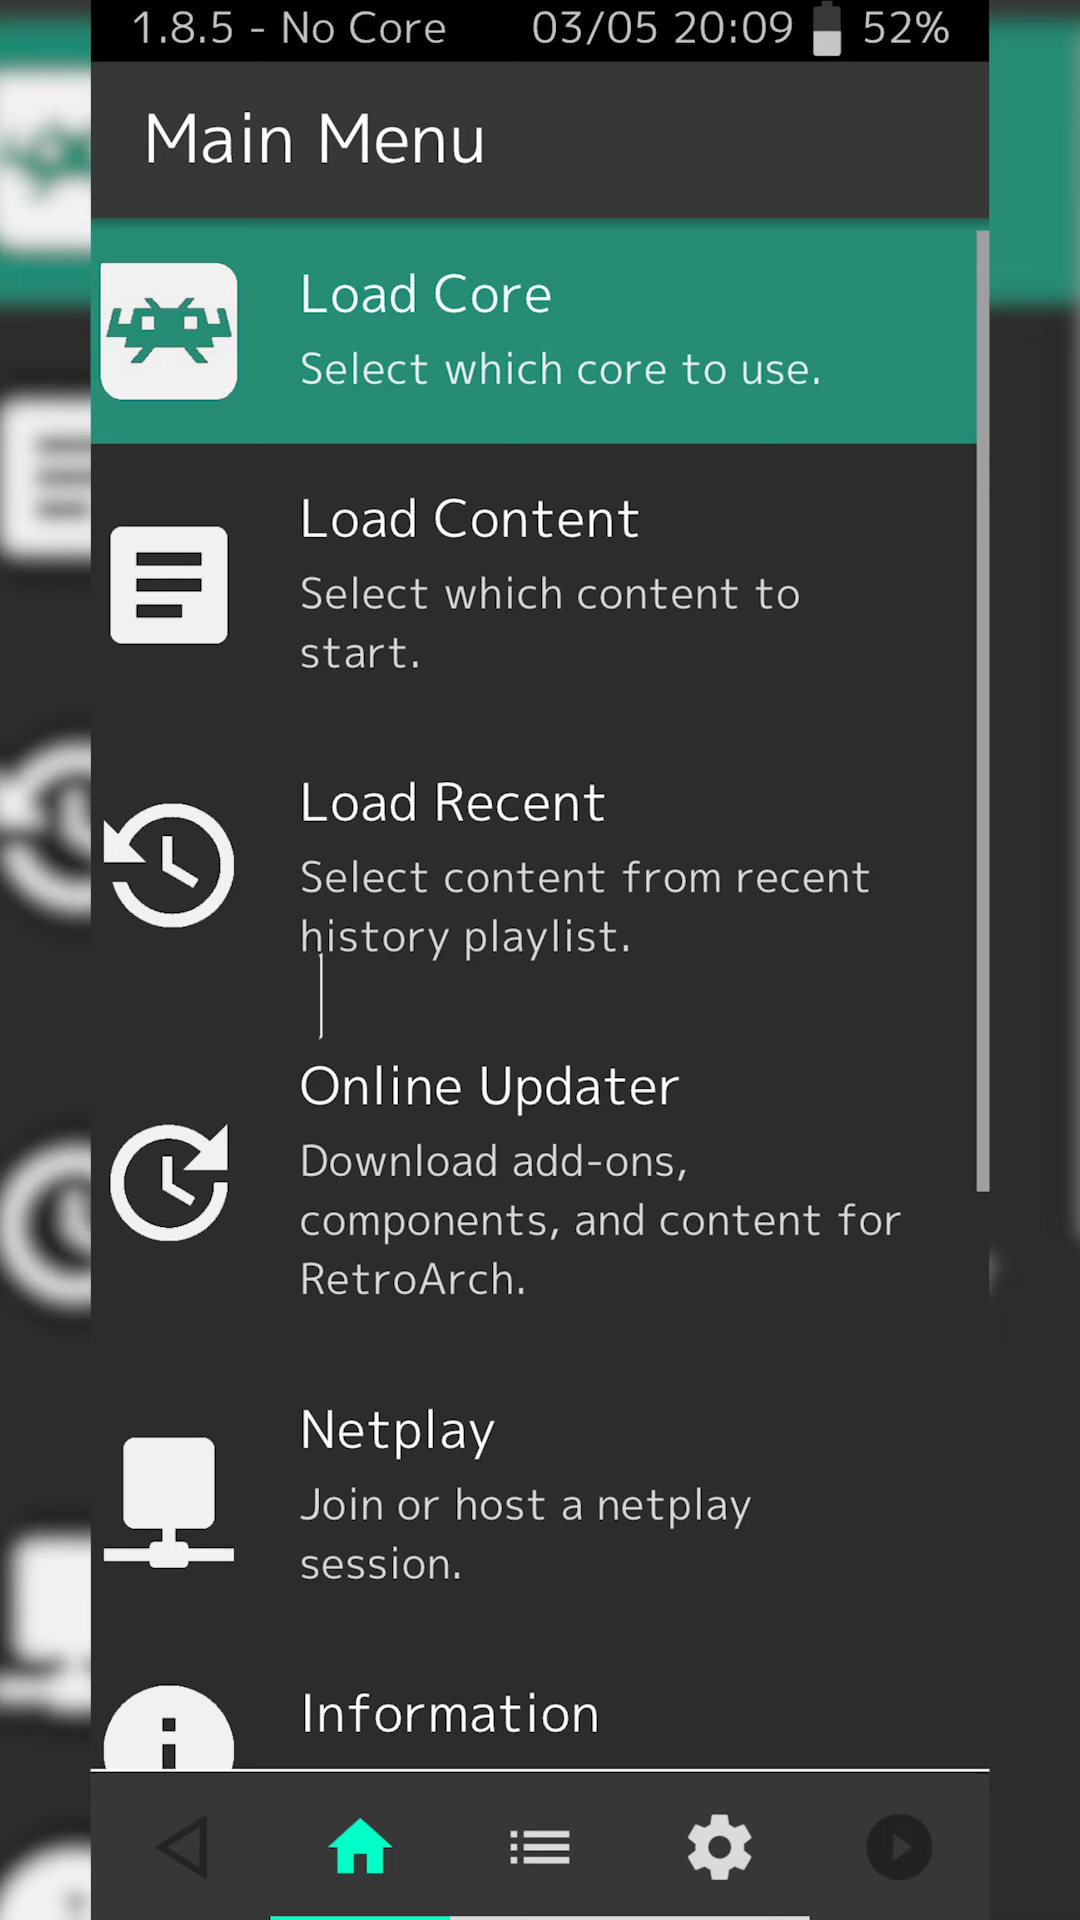 1.8.5 - No Core 03/05 20:09 52%
Main Menu
Load Core
Select which core to use.
Load Content
Select which content to
start.
Load Recent
Select content from recent
history playlist.
Online Updater
Download add-ons,
components, and content for
RetroArch.
Netplay
Join or host a netplay
session.
Information